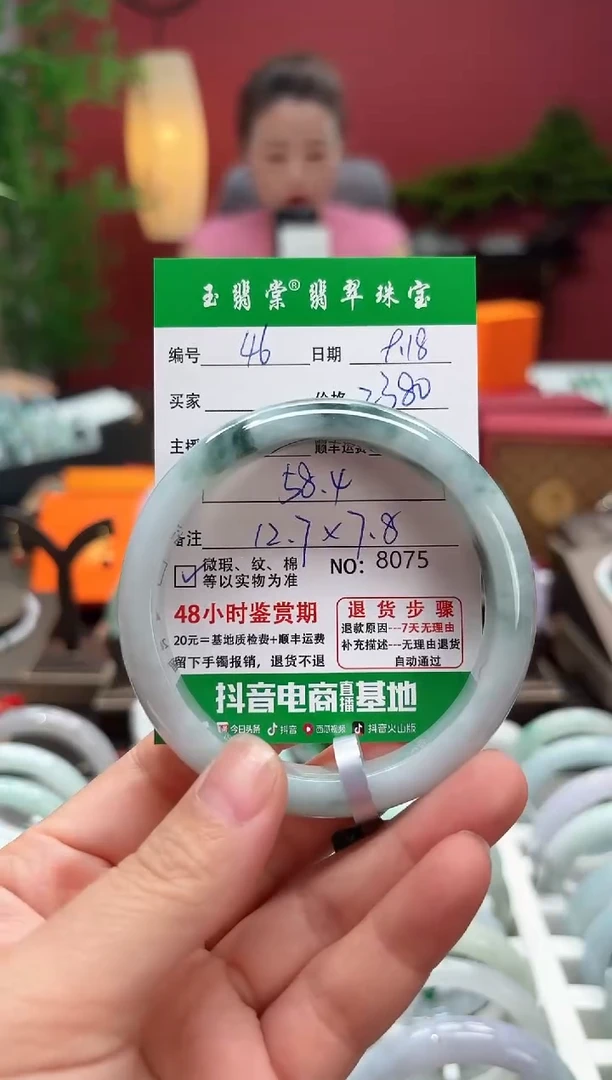 玉翡棠®翡翠珠宝
编号 46 日期 9.18
买家 价格 2380
主播 顺丰运费
58.4
备注 12.7×7.8
微瑕、纹、棉 NO: 8075
等以实物为准
48小时鉴赏期
20元=基地质检费+顺丰运费
留下手镯报销，退货不退
退货步骤
退款原因---7天无理由
补充描述---无理由退货
自动通过
抖音电商直播基地
今日头条 抖音 西瓜视频 抖音火山版